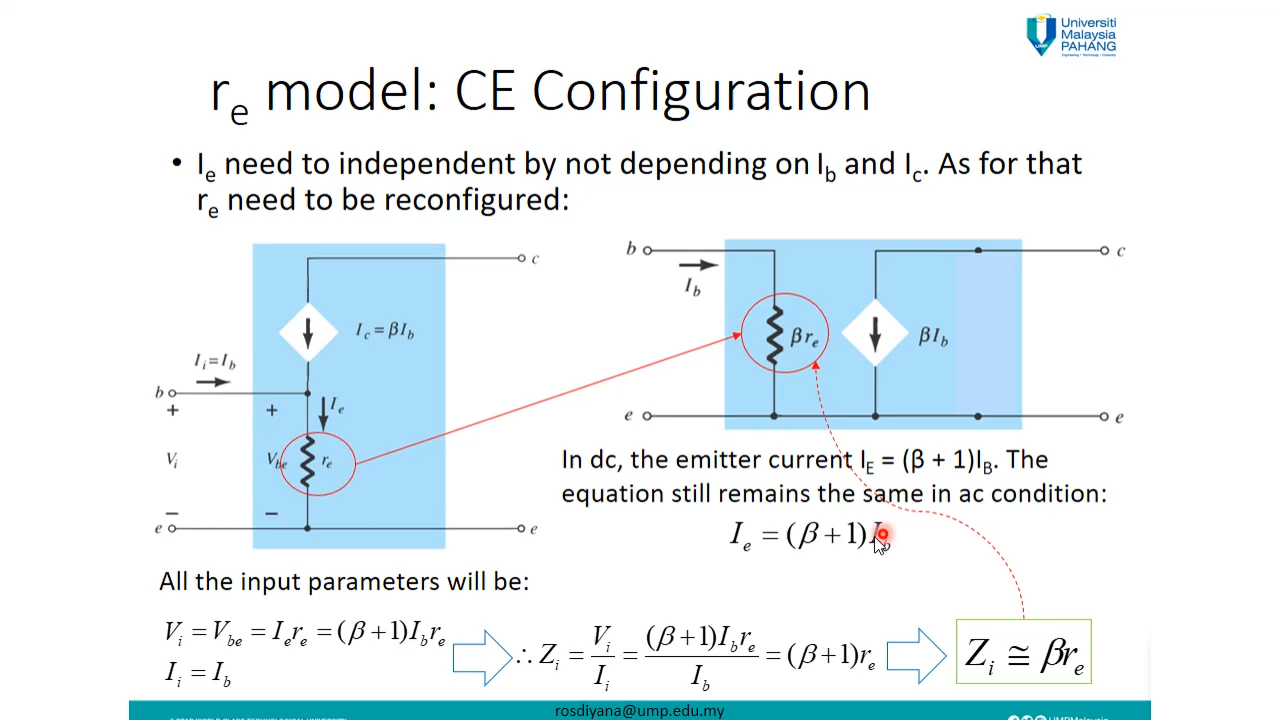 Universiti
Malaysia
PAHANG
r_e model: CE Configuration
• I_e need to independent by not depending on I_b and I_c. As for that
r_e need to be reconfigured:
c
I_c = βI_b
I_i = I_b
b
+
+
I_e
V_i
V_be
r_e
−
−
e
e
b
c
I_b
βr_e
βI_b
e
e
In dc, the emitter current I_E = (β + 1)I_B. The
equation still remains the same in ac condition:
I_e = (β + 1)I_b
All the input parameters will be:
V_i = V_be = I_e r_e = (β + 1)I_b r_e
I_i = I_b
∴ Z_i = V_i / I_i = (β + 1)I_b r_e / I_b = (β + 1)r_e
Z_i ≅ βr_e
rosdiyana@ump.edu.my